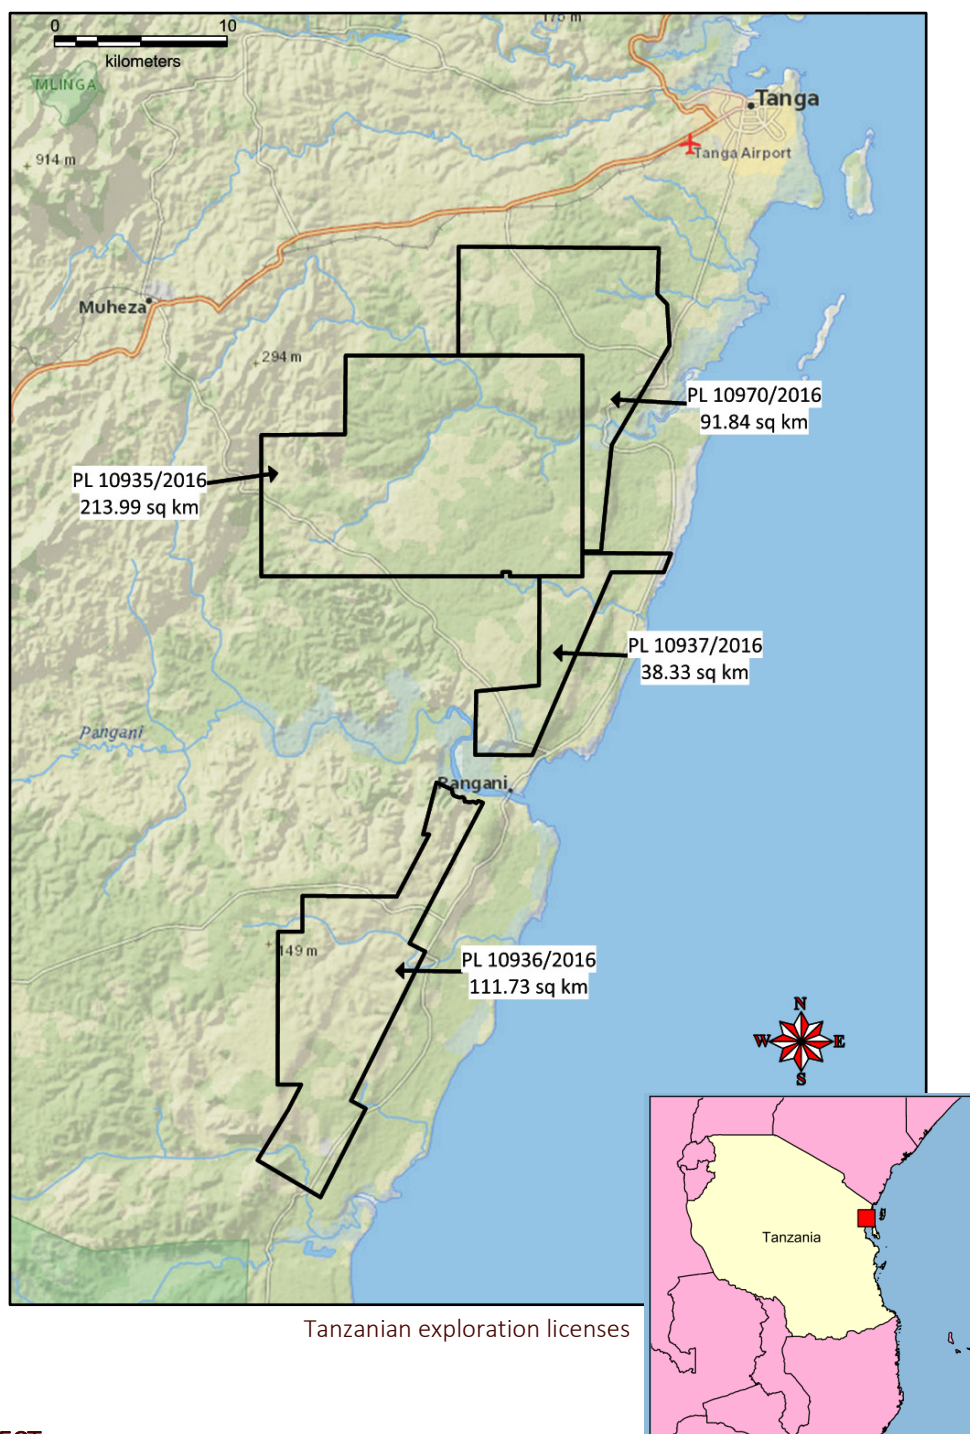 0 10
kilometers
175 m
MLINGA
Tanga
914 m
Tanga Airport
Muheza
294 m
PL 10970/2016
91.84 sq km
PL 10935/2016
213.99 sq km
PL 10937/2016
38.33 sq km
Pangani
Pangani
PL 10936/2016
111.73 sq km
149 m
N
W E
S
Tanzania
Tanzanian exploration licenses